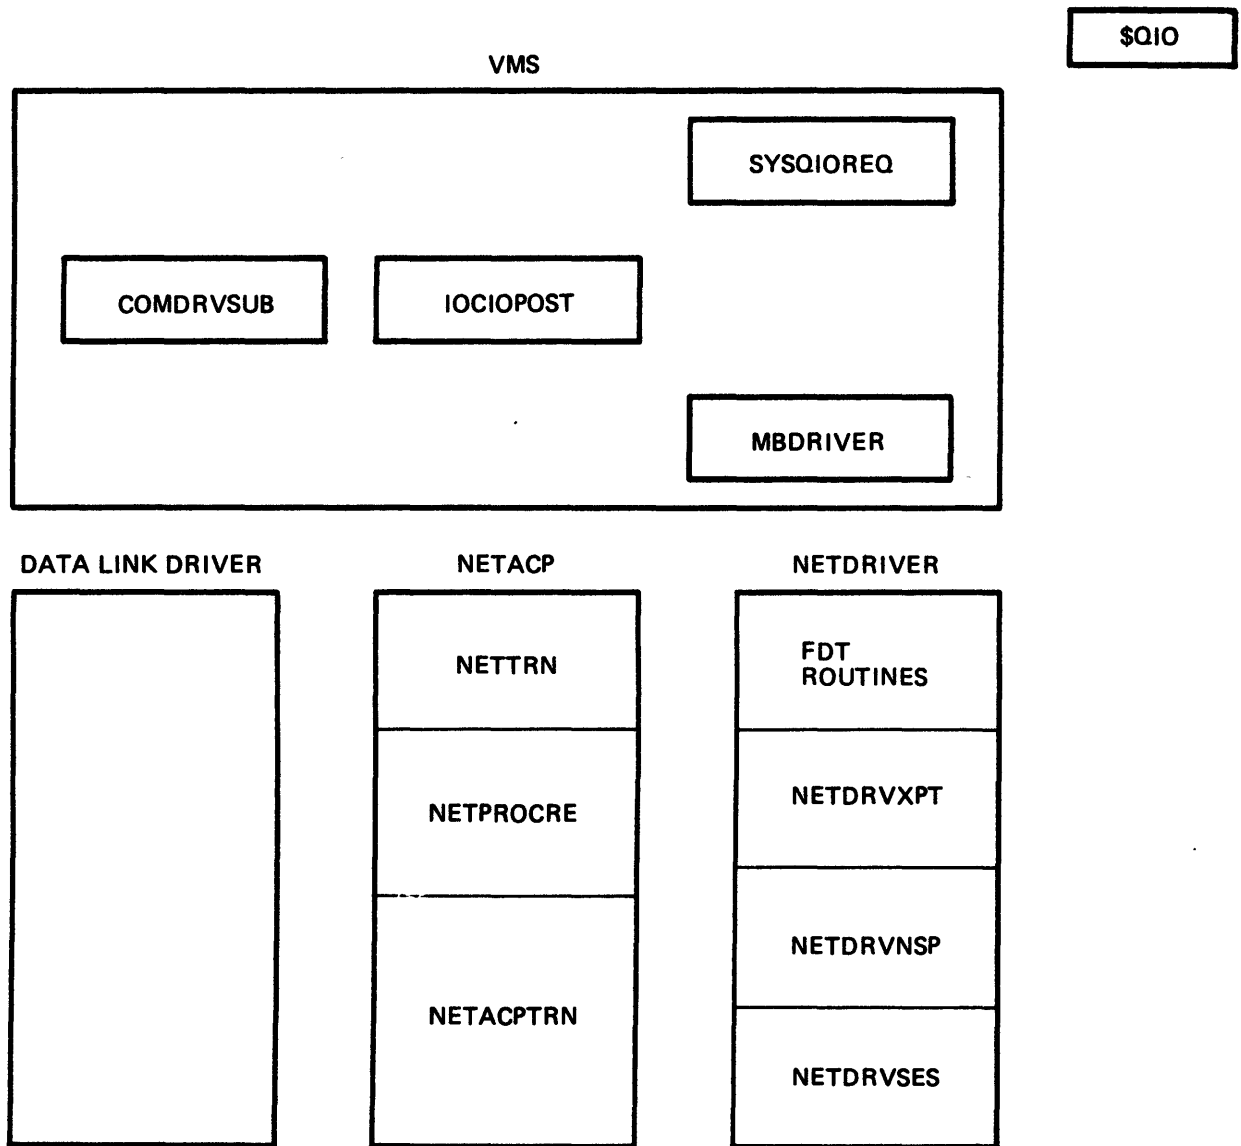 $QIO
VMS
SYSQIOREQ
COMDRVSUB
IOCIOPOST
MBDRIVER
DATA LINK DRIVER
NETACP
NETDRIVER
NETTRN
FDT
ROUTINES
NETPROCRE
NETDRVXPT
NETACPTRN
NETDRVNSP
NETDRVSES